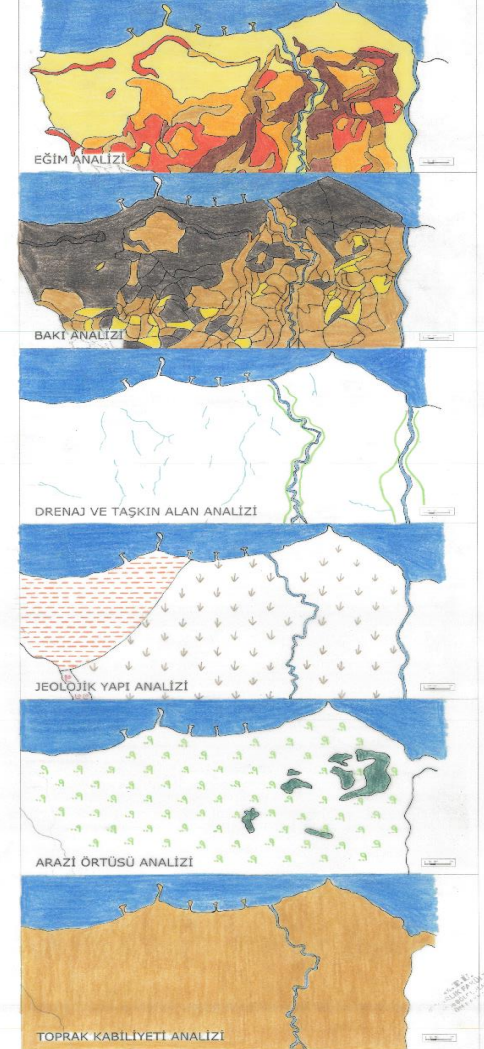 EĞİM ANALİZİ
BAKI ANALİZİ
DRENAJ VE TAŞKIN ALAN ANALİZİ
JEOLOJİK YAPI ANALİZİ
ARAZİ ÖRTÜSÜ ANALİZİ
TOPRAK KABİLİYETİ ANALİZİ